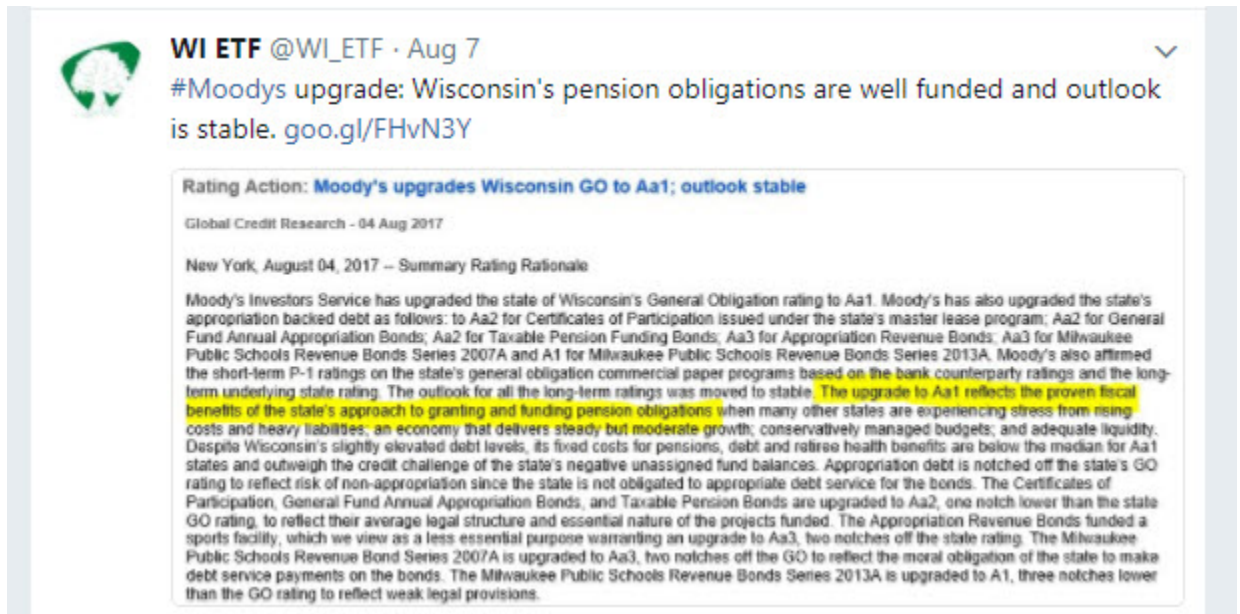 WI ETF @WI_ETF · Aug 7
#Moodys upgrade: Wisconsin's pension obligations are well funded and outlook
is stable. goo.gl/FHvN3Y
Rating Action: Moody's upgrades Wisconsin GO to Aa1; outlook stable
Global Credit Research - 04 Aug 2017
New York, August 04, 2017 -- Summary Rating Rationale
Moody's Investors Service has upgraded the state of Wisconsin's General Obligation rating to Aa1. Moody's has also upgraded the state's
appropriation backed debt as follows: to Aa2 for Certificates of Participation issued under the state's master lease program; Aa2 for General
Fund Annual Appropriation Bonds; Aa2 for Taxable Pension Funding Bonds; Aa3 for Appropriation Revenue Bonds; Aa3 for Milwaukee
Public Schools Revenue Bonds Series 2007A and A1 for Milwaukee Public Schools Revenue Bonds Series 2013A. Moody's also affirmed
the short-term P-1 ratings on the state's general obligation commercial paper programs based on the bank counterparty ratings and the long-
term underlying state rating. The outlook for all the long-term ratings was moved to stable. The upgrade to Aa1 reflects the proven fiscal
benefits of the state's approach to granting and funding pension obligations when many other states are experiencing stress from rising
costs and heavy liabilities; an economy that delivers steady but moderate growth; conservatively managed budgets; and adequate liquidity.
Despite Wisconsin's slightly elevated debt levels, its fixed costs for pensions, debt and retiree health benefits are below the median for Aa1
states and outweigh the credit challenge of the state's negative unassigned fund balances. Appropriation debt is notched off the state's GO
rating to reflect risk of non-appropriation since the state is not obligated to appropriate debt service for the bonds. The Certificates of
Participation, General Fund Annual Appropriation Bonds, and Taxable Pension Bonds are upgraded to Aa2, one notch lower than the state
GO rating, to reflect their average legal structure and essential nature of the projects funded. The Appropriation Revenue Bonds funded a
sports facility, which we view as a less essential purpose warranting an upgrade to Aa3, two notches off the state rating. The Milwaukee
Public Schools Revenue Bond Series 2007A is upgraded to Aa3, two notches off the GO to reflect the moral obligation of the state to make
debt service payments on the bonds. The Milwaukee Public Schools Revenue Bonds Series 2013A is upgraded to A1, three notches lower
than the GO rating to reflect weak legal provisions.